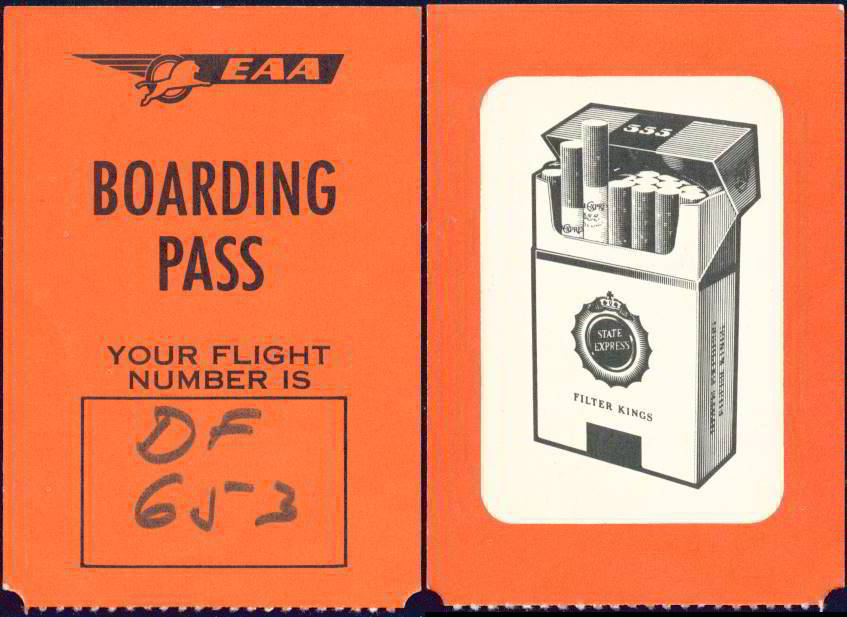 EAA
BOARDING
PASS
YOUR FLIGHT
NUMBER IS
DF
653
555
STATE
EXPRESS
FILTER KINGS